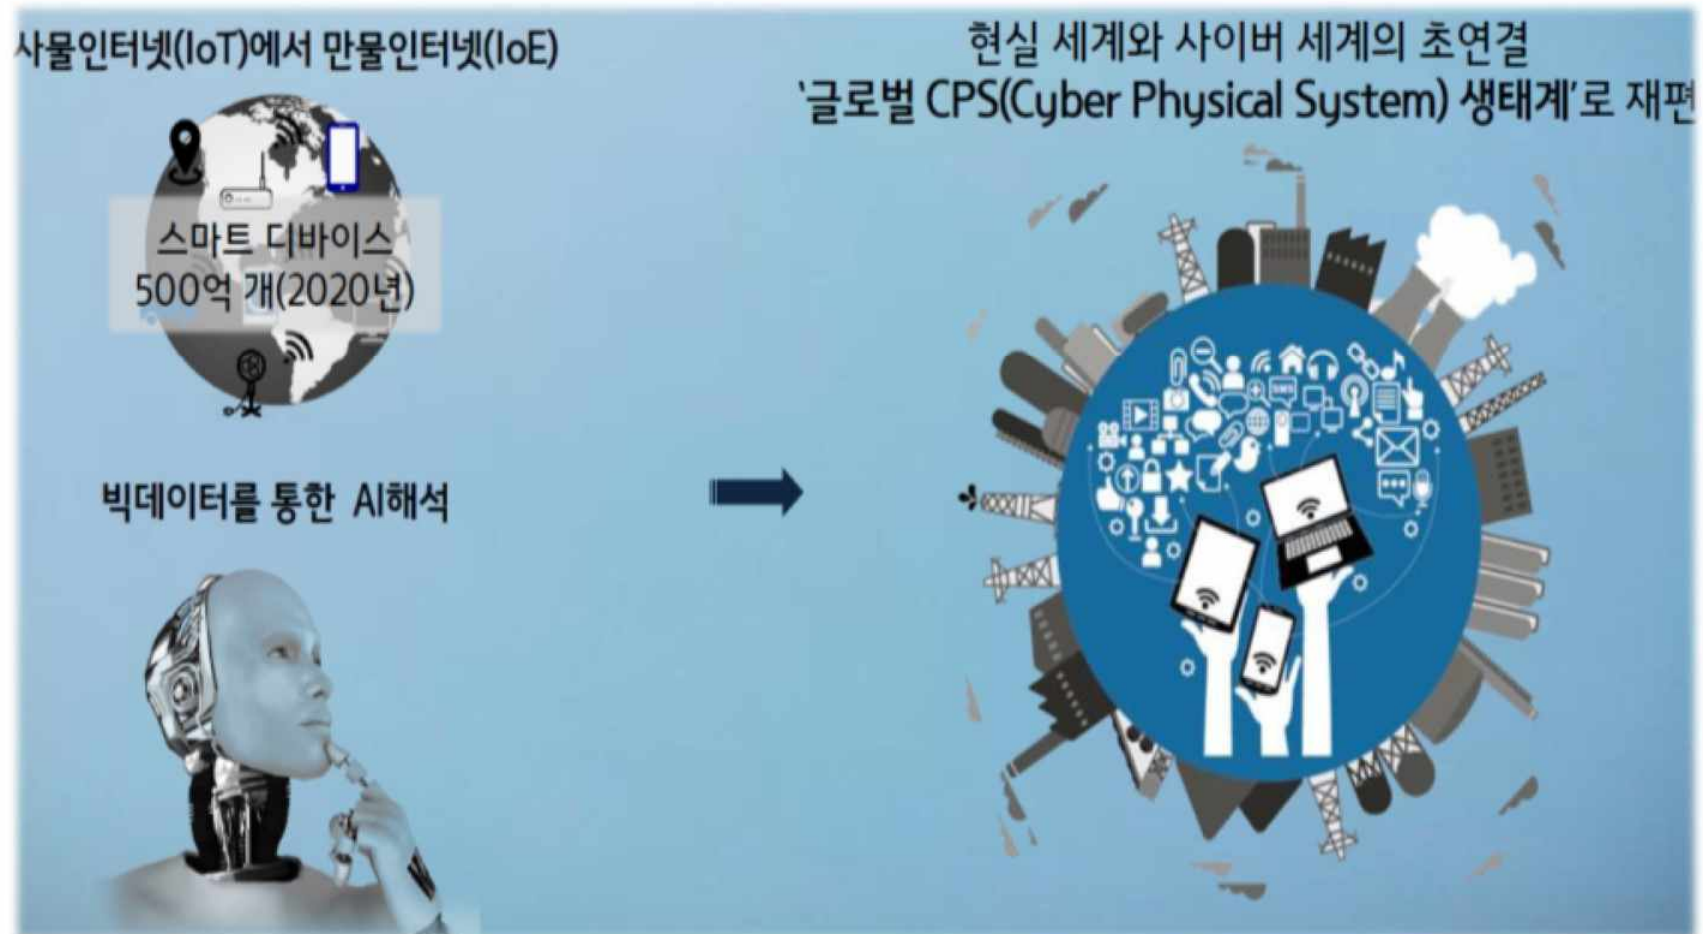 사물인터넷(IoT)에서 만물인터넷(IoE)
스마트 디바이스
500억 개(2020년)
빅데이터를 통한 AI해석
현실 세계와 사이버 세계의 초연결
‘글로벌 CPS(Cyber Physical System) 생태계’로 재편
SMS